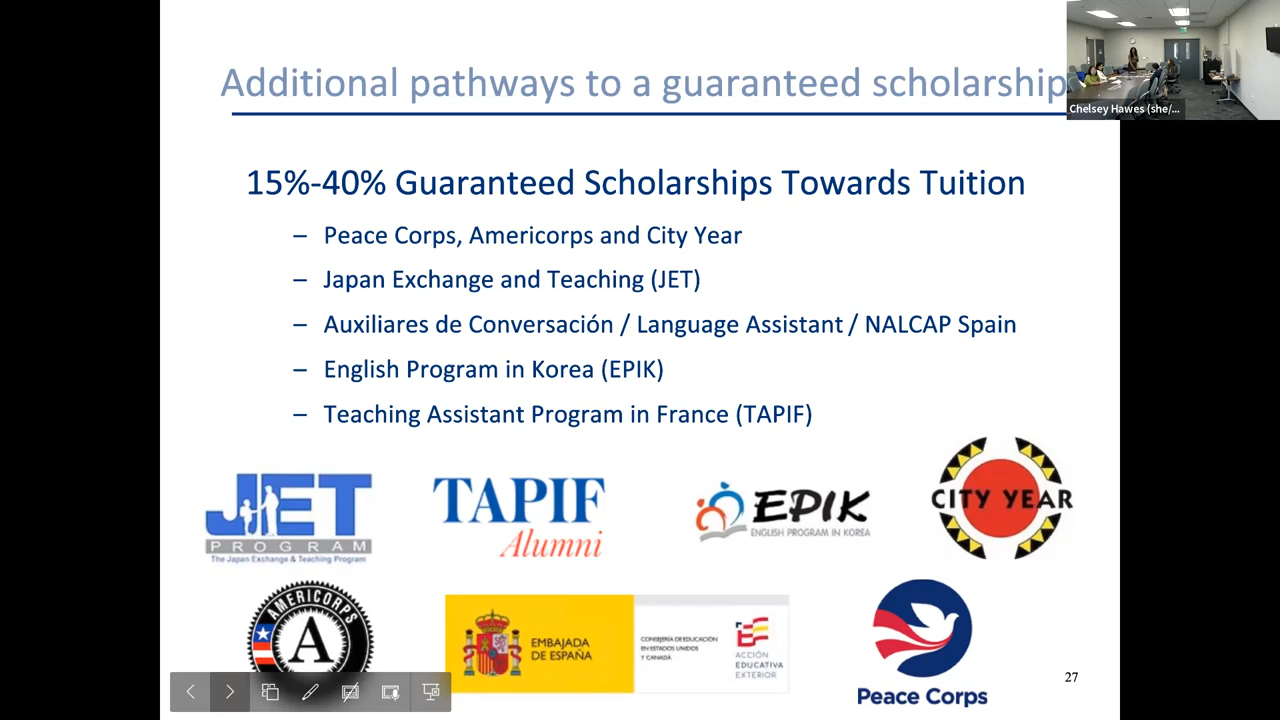 Additional pathways to a guaranteed scholarship
Chelsey Hawes (she/...
15%-40% Guaranteed Scholarships Towards Tuition
– Peace Corps, Americorps and City Year
– Japan Exchange and Teaching (JET)
– Auxiliares de Conversación / Language Assistant / NALCAP Spain
– English Program in Korea (EPIK)
– Teaching Assistant Program in France (TAPIF)
JET
PROGRAM
The Japan Exchange & Teaching Program
TAPIF
Alumni
EPIK
ENGLISH PROGRAM IN KOREA
CITY YEAR
AMERICORPS
A
EMBAJADA
DE ESPAÑA
CONSEJERÍA DE EDUCACIÓN
EN ESTADOS UNIDOS
Y CANADÁ
ACCIÓN
EDUCATIVA
EXTERIOR
Peace Corps
27